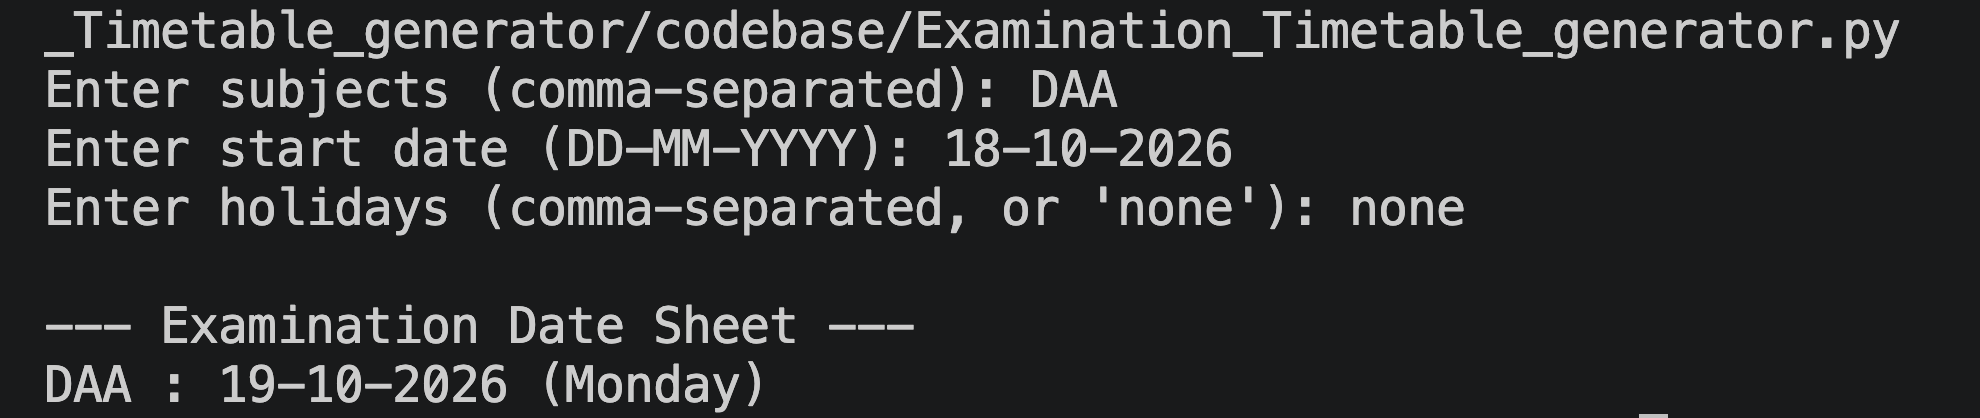 _Timetable_generator/codebase/Examination_Timetable_generator.py
Enter subjects (comma-separated): DAA
Enter start date (DD-MM-YYYY): 18-10-2026
Enter holidays (comma-separated, or 'none'): none
--- Examination Date Sheet ---
DAA : 19-10-2026 (Monday)